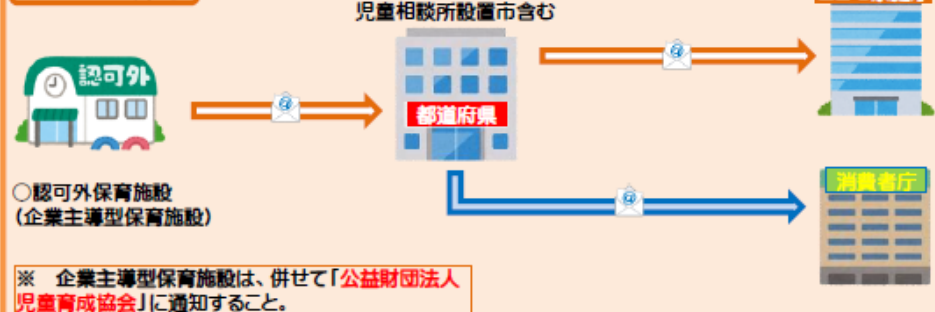 児童相談所設置市含む
認可外
都道府県
消費者庁
○認可外保育施設
(企業主導型保育施設)
※ 企業主導型保育施設は、併せて「公益財団法人
児童育成協会」に通知すること。